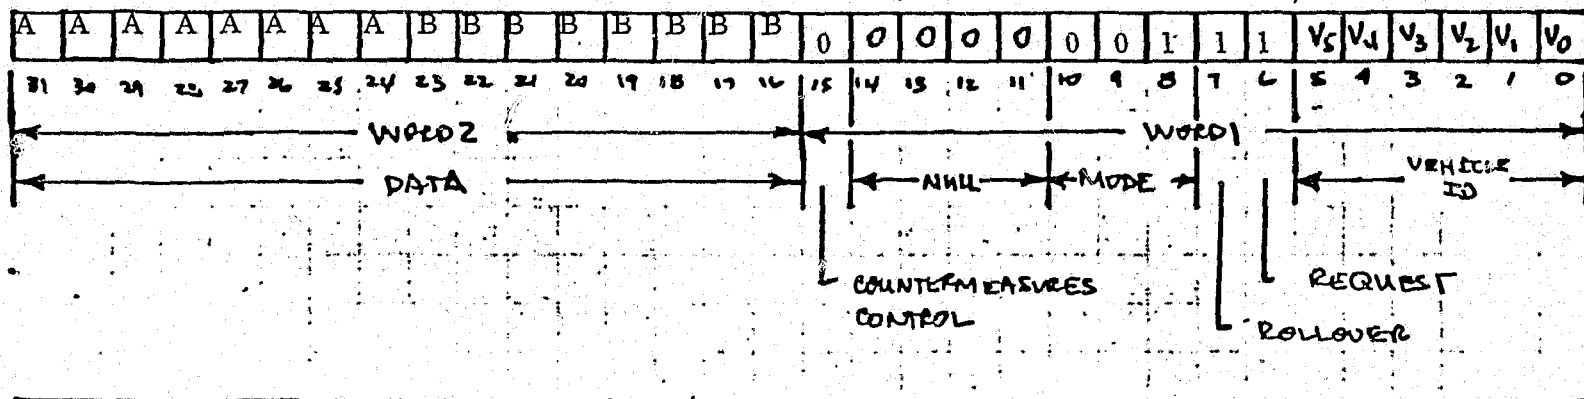 A A A A A A A A B B B B B B B B 0 0 0 0 0 0 0 1 1 1 V5 V4 V3 V2 V1 V0
31 30 29 28 27 26 25 24 23 22 21 20 19 18 17 16 15 14 13 12 11 10 9 8 7 6 5 4 3 2 1 0
WORD2 WORD1
DATA NULL MODE VEHICLE
ID
COUNTERMEASURES REQUEST
CONTROL
ROLLOVER